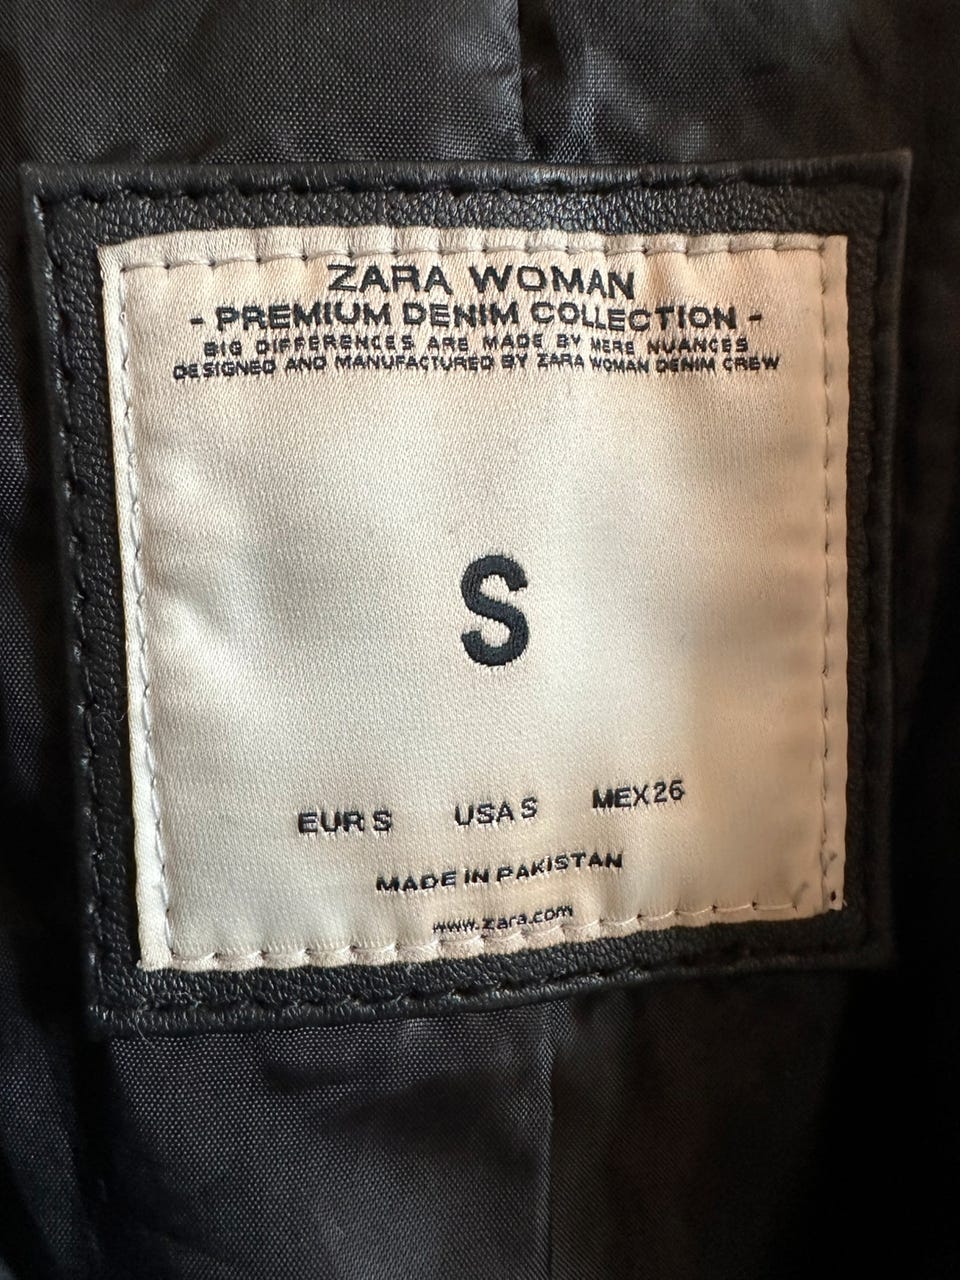 ZARA WOMAN
- PREMIUM DENIM COLLECTION -
BIG DIFFERENCES ARE MADE BY MERE NUANCES
DESIGNED AND MANUFACTURED BY ZARA WOMAN DENIM CREW
S
EUR S USA S MEX 26
MADE IN PAKISTAN
www.zara.com